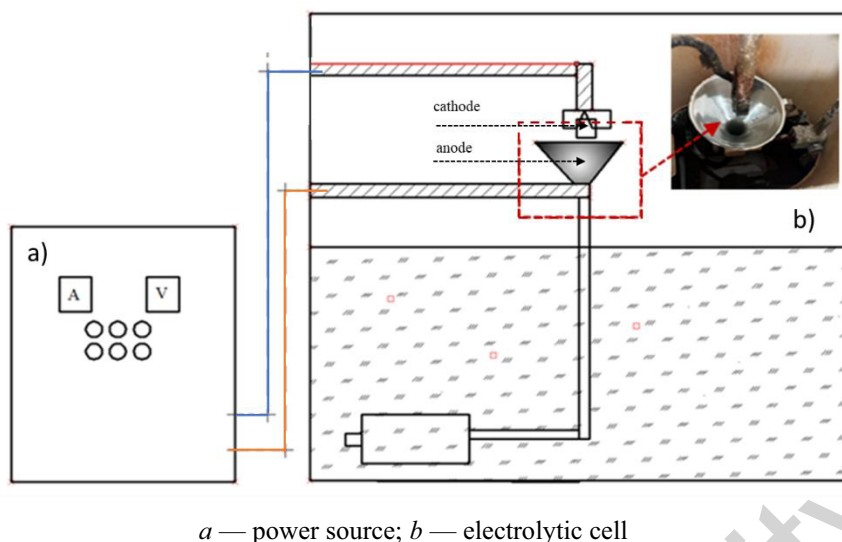 cathode
anode
b)
a)
A
V
a — power source; b — electrolytic cell